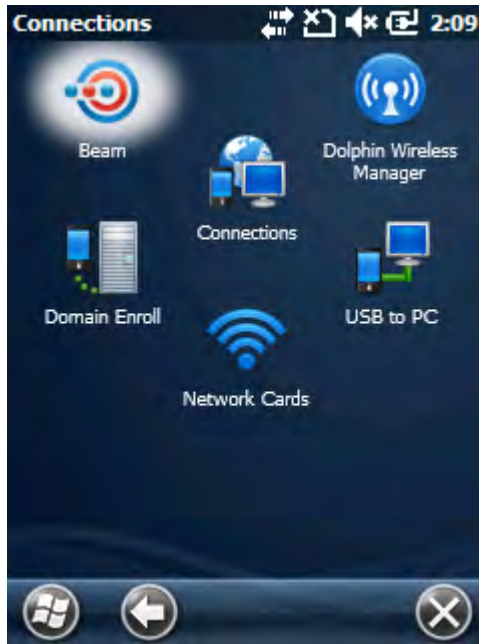 Connections 2:09
Beam
Dolphin Wireless
Manager
Connections
Domain Enroll
USB to PC
Network Cards